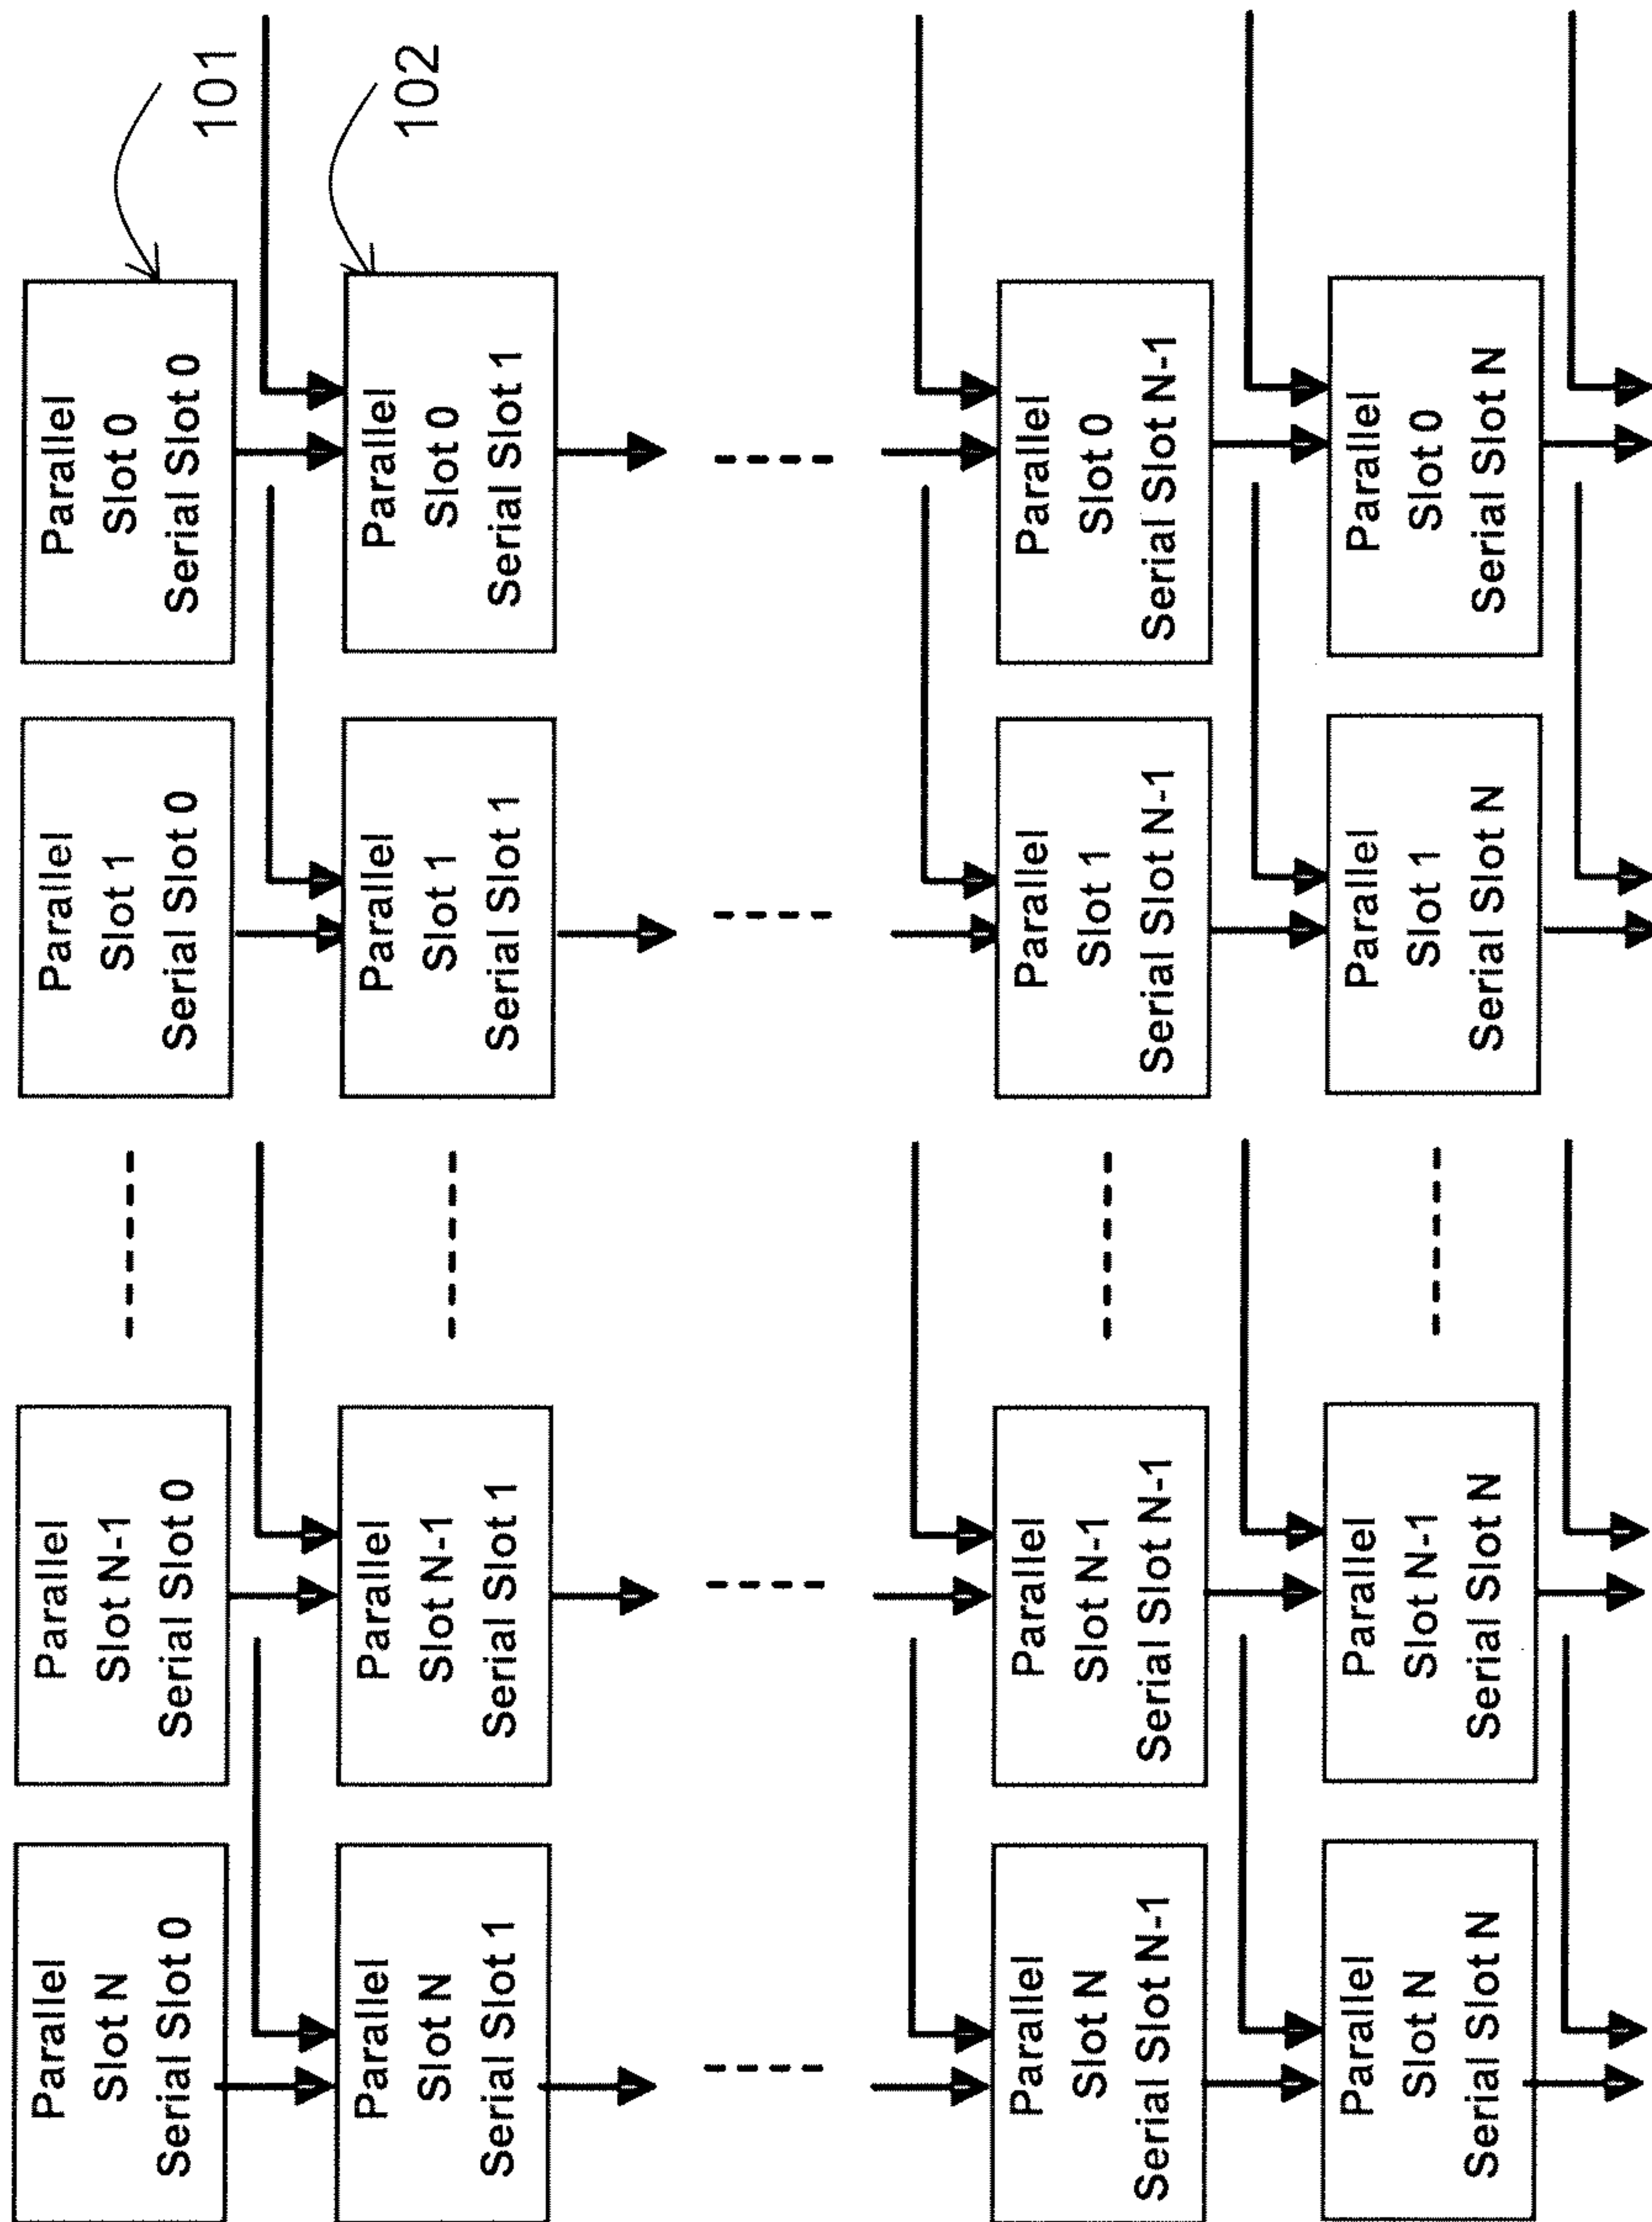 Parallel
Slot N
Serial Slot 0
Parallel
Slot N-1
Serial Slot 0
Parallel
Slot 1
Serial Slot 0
Parallel
Slot 0
Serial Slot 0
101
Parallel
Slot N
Serial Slot 1
Parallel
Slot N-1
Serial Slot 1
Parallel
Slot 1
Serial Slot 1
Parallel
Slot 0
Serial Slot 1
102
Parallel
Slot N
Serial Slot N-1
Parallel
Slot N-1
Serial Slot N-1
Parallel
Slot 1
Serial Slot N-1
Parallel
Slot 0
Serial Slot N-1
Parallel
Slot N
Serial Slot N
Parallel
Slot N-1
Serial Slot N
Parallel
Slot 1
Serial Slot N
Parallel
Slot 0
Serial Slot N